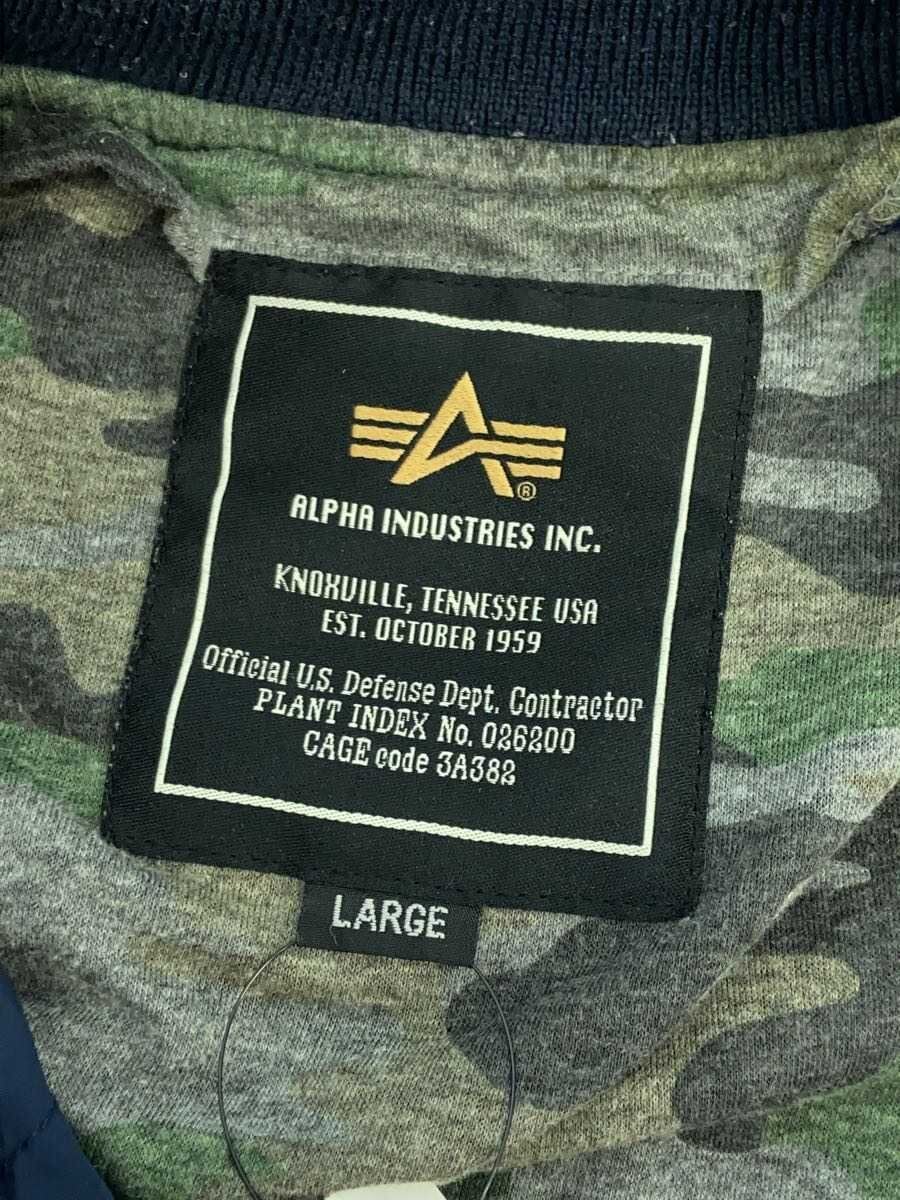 ®
ALPHA INDUSTRIES INC.
KNOXVILLE, TENNESSEE USA
EST. OCTOBER 1959
Official U.S. Defense Dept. Contractor
PLANT INDEX No. 026200
CAGE code 3A382
LARGE